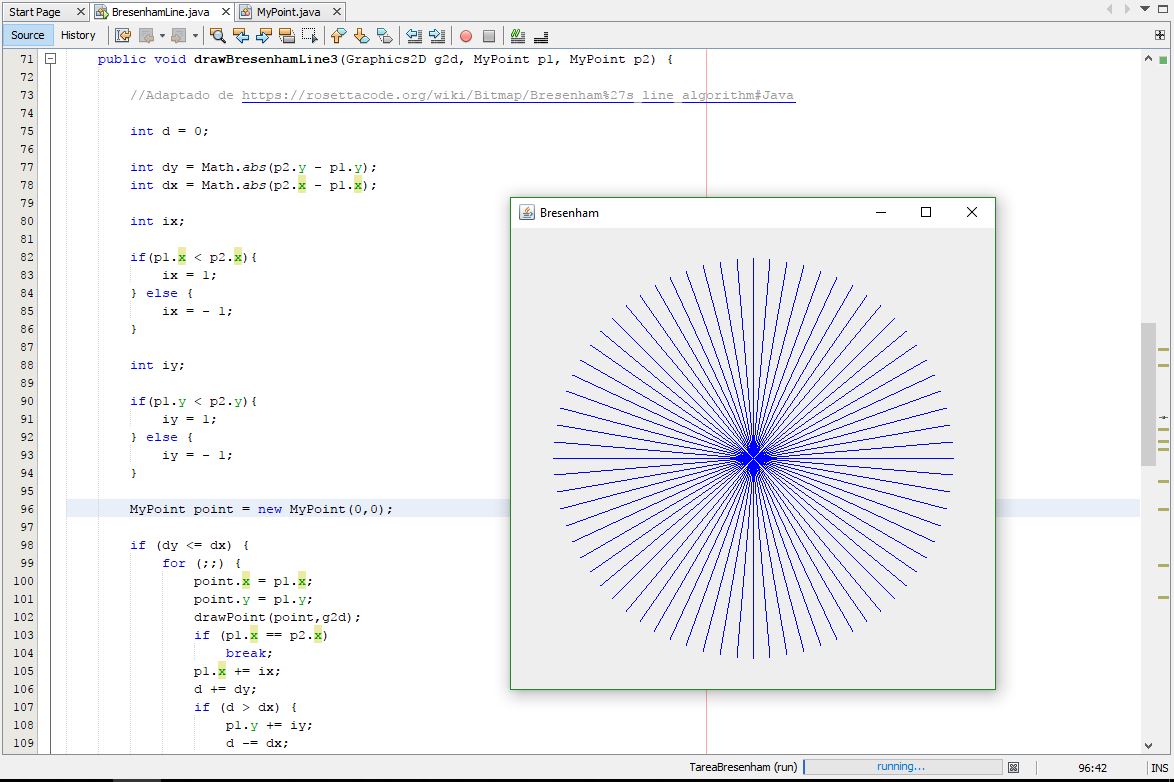 Start Page BresenhamLine.java MyPoint.java
Source History
71 public void drawBresenhamLine3(Graphics2D g2d, MyPoint p1, MyPoint p2) {
72
73 //Adaptado de https://rosettacode.org/wiki/Bitmap/Bresenham%27s_line_algorithm#Java
74
75 int d = 0;
76
77 int dy = Math.abs(p2.y - p1.y);
78 int dx = Math.abs(p2.x - p1.x);
79
80 int ix;
81
82 if(p1.x < p2.x){
83 ix = 1;
84 } else {
85 ix = - 1;
86 }
87
88 int iy;
89
90 if(p1.y < p2.y){
91 iy = 1;
92 } else {
93 iy = - 1;
94 }
95
96 MyPoint point = new MyPoint(0,0);
97
98 if (dy <= dx) {
99 for (;;) {
100 point.x = p1.x;
101 point.y = p1.y;
102 drawPoint(point,g2d);
103 if (p1.x == p2.x)
104 break;
105 p1.x += ix;
106 d += dy;
107 if (d > dx) {
108 p1.y += iy;
109 d -= dx;
Bresenham
TareaBresenham (run) running... 96:42 INS